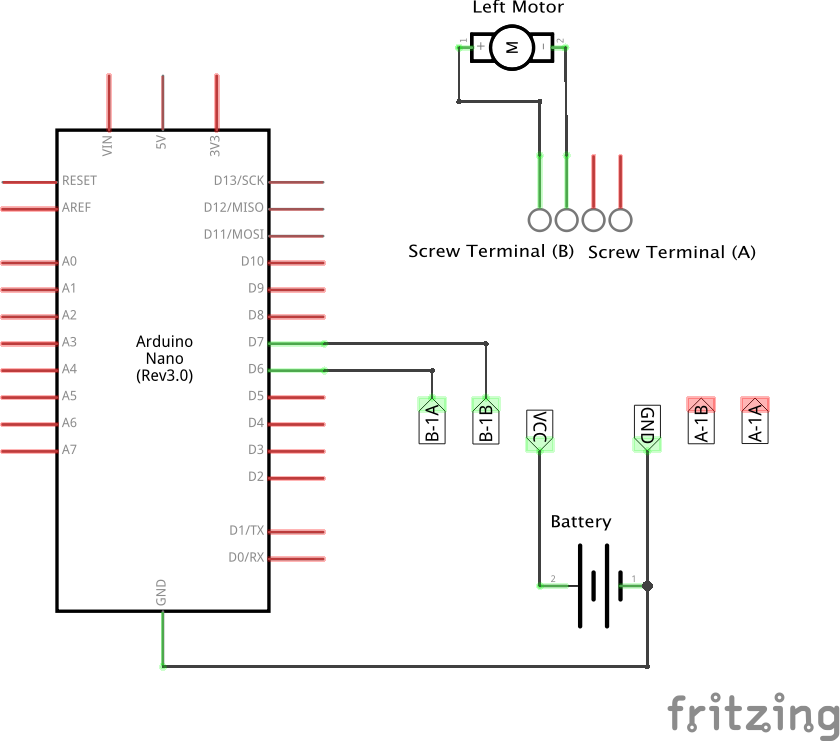 Left Motor
1
+
M
-
2
VIN
5V
3V3
RESET
AREF
A0
A1
A2
A3
A4
A5
A6
A7
Arduino
Nano
(Rev3.0)
D13/SCK
D12/MISO
D11/MOSI
D10
D9
D8
D7
D6
D5
D4
D3
D2
D1/TX
D0/RX
GND
Screw Terminal (B)
Screw Terminal (A)
B-1A
B-1B
VCC
GND
A-1B
A-1A
Battery
2
1
fritzing